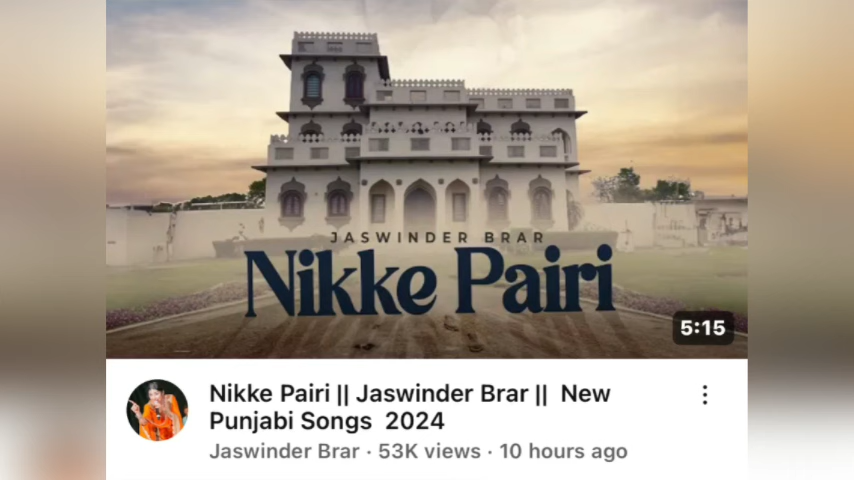 JASWINDER BRAR
Nikke Pairi
5:15
Nikke Pairi || Jaswinder Brar || New
Punjabi Songs 2024
Jaswinder Brar · 53K views · 10 hours ago